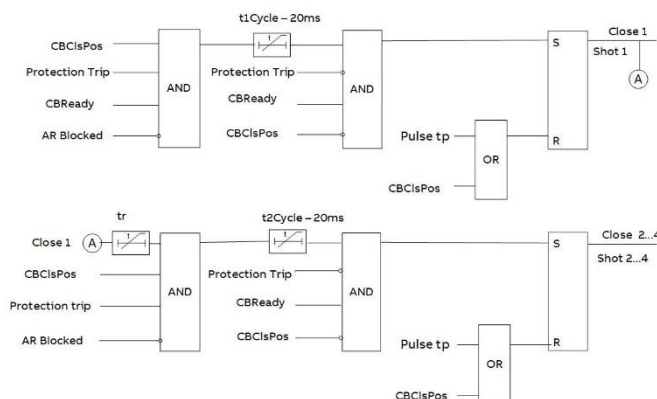 t1Cycle – 20ms
Close 1
CBClsPos
S
Shot 1
Protection Trip
Protection Trip
A
AND
AND
CBReady
CBReady
AR Blocked
CBClsPos
Pulse tp
R
OR
CBClsPos
tr
t2Cycle – 20ms
Close 2...4
t
t
Close 1
A
S
Shot 2...4
CBClsPos
Protection Trip
AND
AND
Protection trip
CBReady
AR Blocked
CBClsPos
Pulse tp
R
OR
CBClsPos